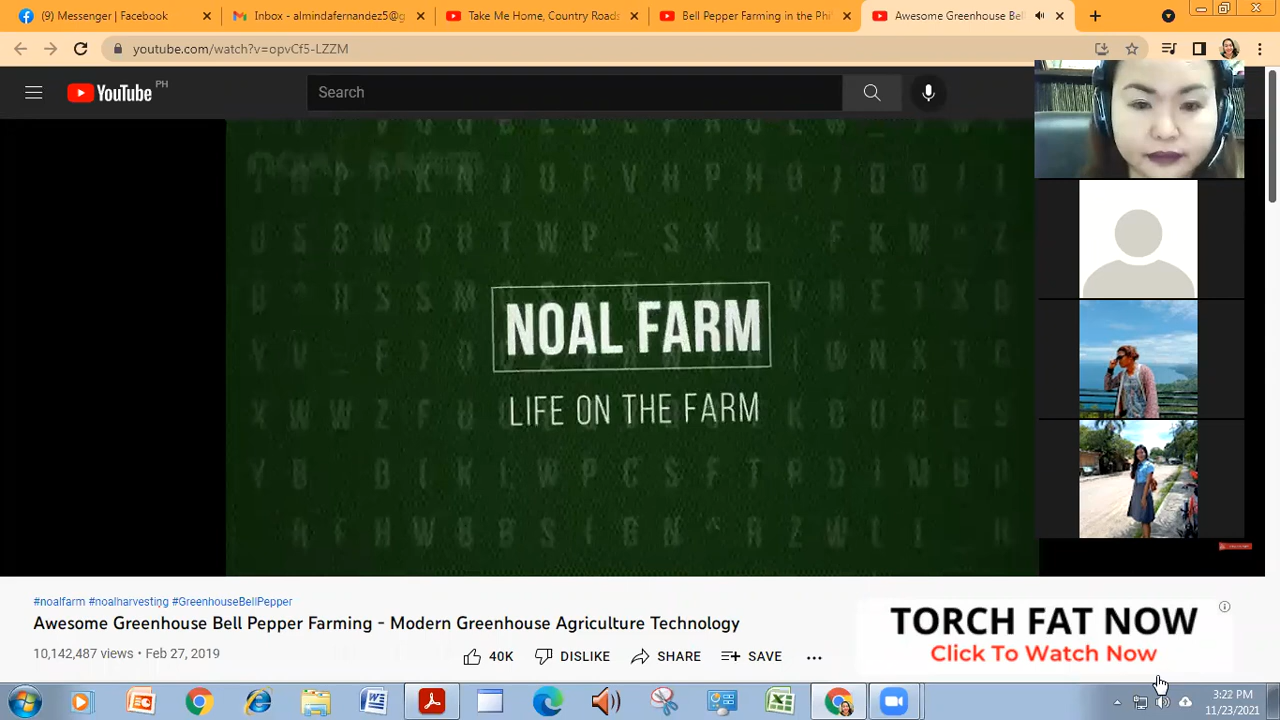 (9) Messenger | Facebook
Inbox - almindafernandez5@g
Take Me Home, Country Roads
Bell Pepper Farming in the Phi
Awesome Greenhouse Bel
youtube.com/watch?v=opvCf5-LZZM
YouTube PH
Search
NOAL FARM
LIFE ON THE FARM
#noalfarm #noalharvesting #GreenhouseBellPepper
Awesome Greenhouse Bell Pepper Farming - Modern Greenhouse Agriculture Technology
10,142,487 views • Feb 27, 2019
40K DISLIKE SHARE SAVE
TORCH FAT NOW
Click To Watch Now
3:22 PM
11/23/2021